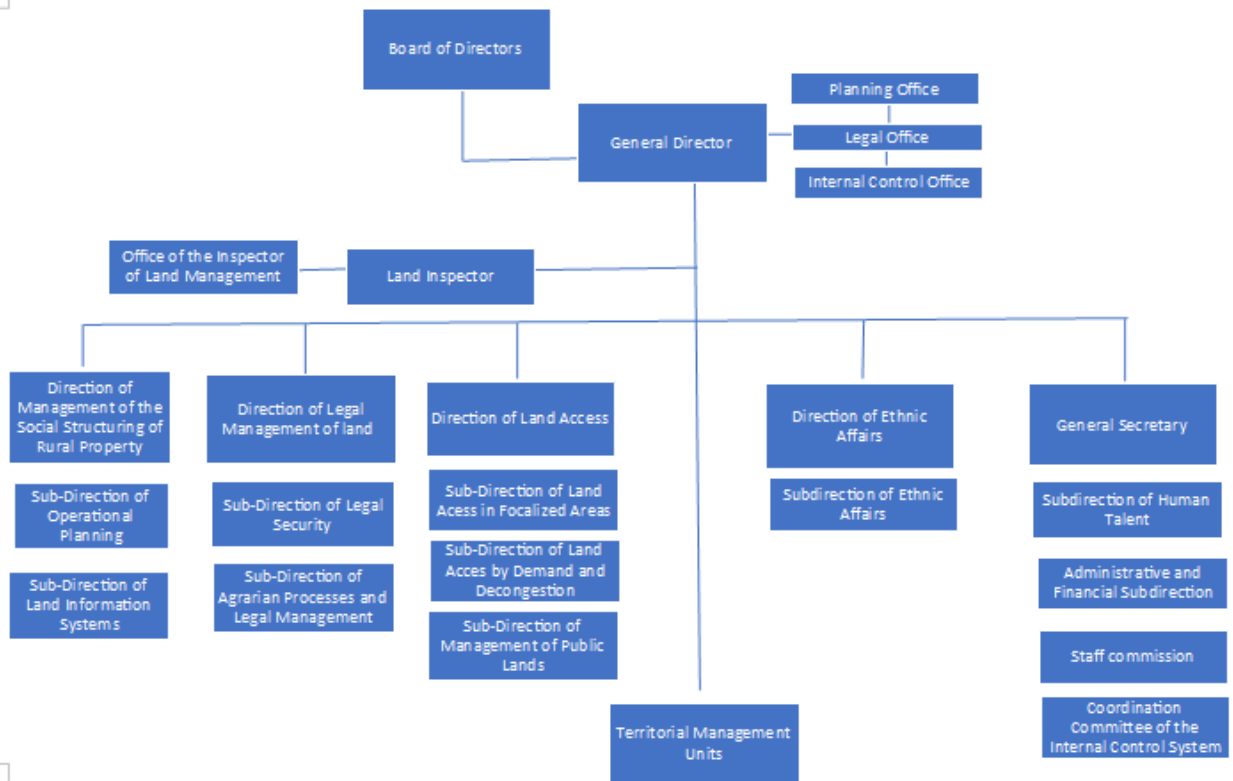 Board of Directors
Planning Office
General Director
Legal Office
Internal Control Office
Office of the Inspector
of Land Management
Land Inspector
Direction of
Management of the
Social Structuring of
Rural Property
Direction of Legal
Management of land
Direction of Land Access
Direction of Ethnic
Affairs
General Secretary
Sub-Direction of
Operational
Planning
Sub-Direction of Legal
Security
Sub-Direction of Land
Acess in Focalized Areas
Subdirection of Ethnic
Affairs
Subdirection of Human
Talent
Sub-Direction of
Land Information
Systems
Sub-Direction of
Agrarian Processes and
Legal Management
Sub-Direction of Land
Acces by Demand and
Decongestion
Administrative and
Financial Subdirection
Sub-Direction of
Management of Public
Lands
Staff commission
Coordination
Committee of the
Internal Control System
Territorial Management
Units